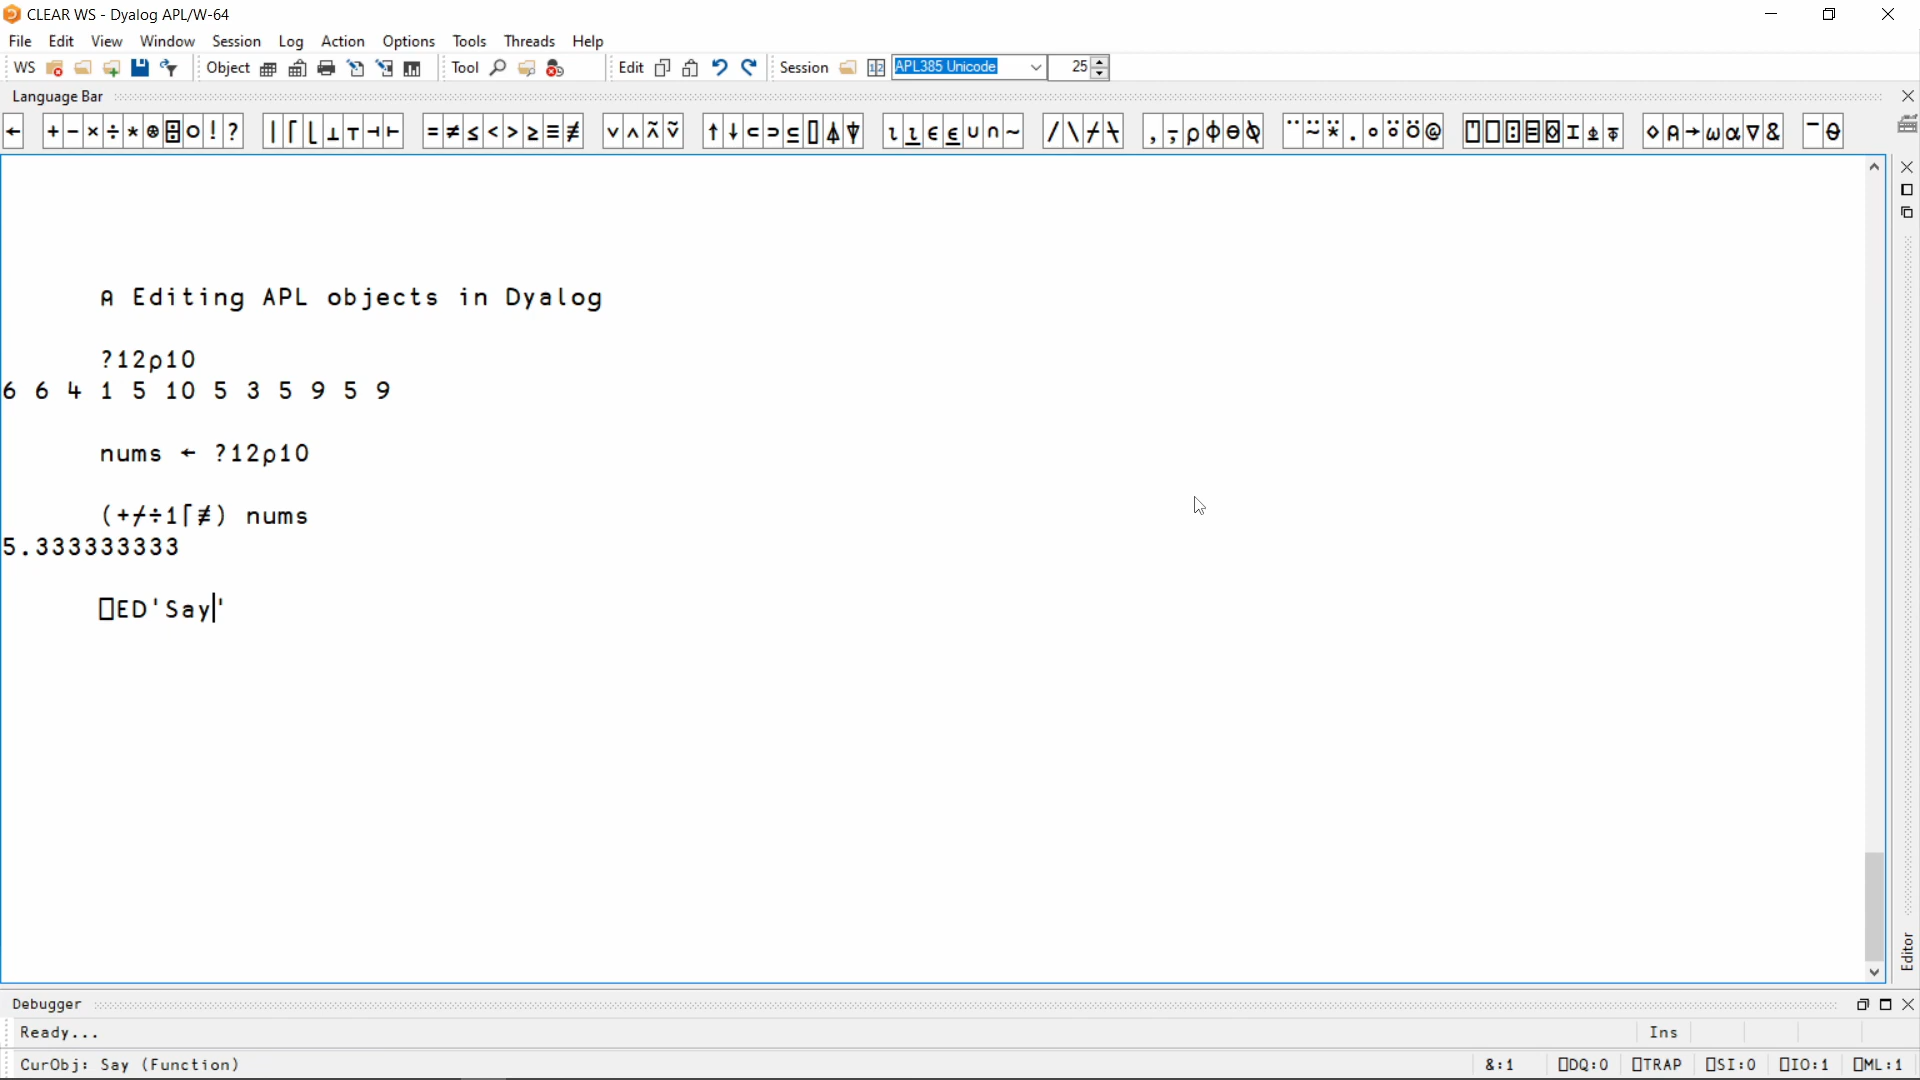 CLEAR WS - Dyalog APL/W-64
File Edit View Window Session Log Action Options Tools Threads Help
WS Object Tool Edit Session APL385 Unicode 25
Language Bar
← + - × ÷ * ⍟ ⌹ ○ ! ? | ⌈ ⌊ ⊥ ⊤ ⊣ ⊢ = ≠ ≤ < > ≥ ≡ ≢ ∨ ∧ ⍲ ⍱ ↑ ↓ ⊂ ⊃ ⊆ ⌷ ⍋ ⍒ ⍳ ⍸ ∊ ⍷ ∪ ∩ ~ / \ ⌿ ⍀ , ⍪ ⍴ ⌽ ⊖ ⍉ ¨ ⍨ ⍣ . ∘ ⍤ ⍥ @ ⍞ ⎕ ⍠ ⌸ ⌺ ⌶ ⍎ ⍕ ⋄ ⍝ → ⍵ ⍺ ∇ & ¯ ⍬
⍝ Editing APL objects in Dyalog
?12⍴10
6 6 4 1 5 10 5 3 5 9 5 9
nums ← ?12⍴10
(+⌿÷1⌈≢) nums
5.333333333
⎕ED'Say'
Editor
Debugger
Ready...
Ins
CurObj: Say (Function)
&:1 ⎕DQ:0 ⎕TRAP ⎕SI:0 ⎕IO:1 ⎕ML:1